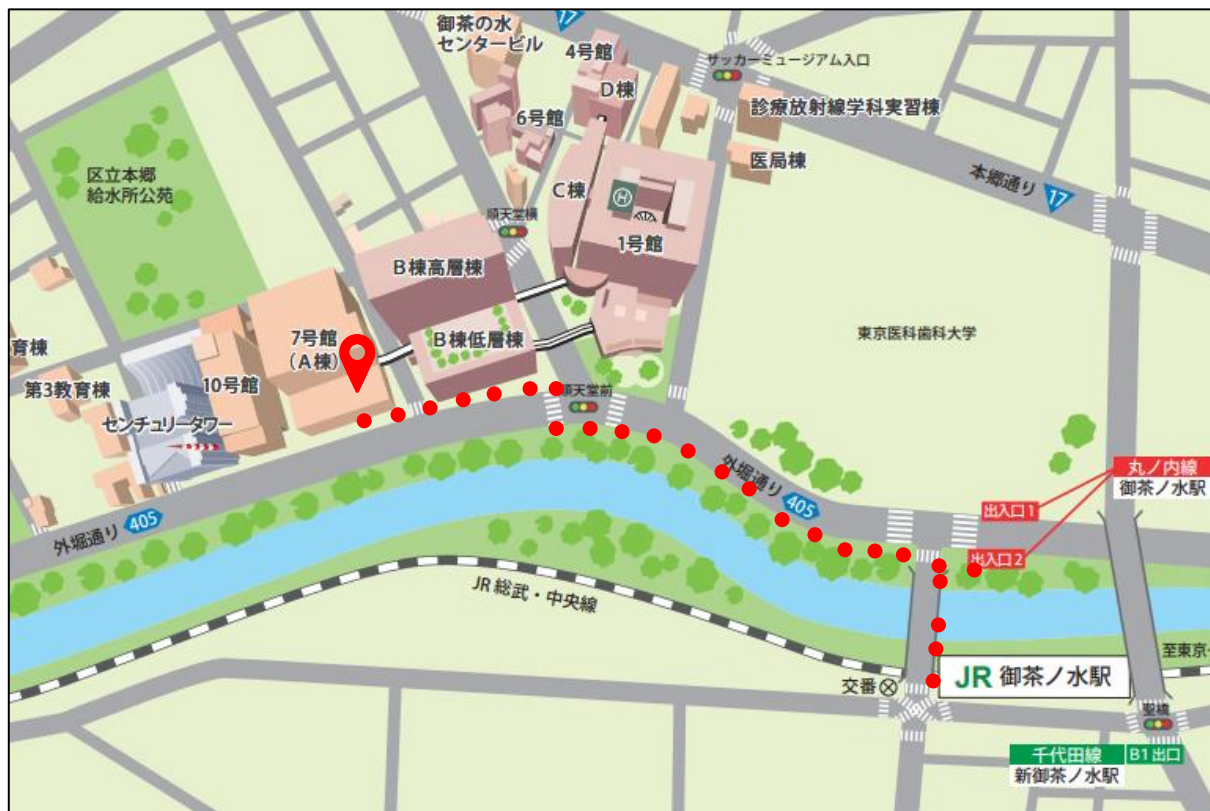 御茶の水
センタービル
17
4号館
D棟
サッカーミュージアム入口
6号館
診療放射線学科実習棟
医局棟
本郷通り
17
区立本郷
給水所公苑
C棟
順天堂横
H
1号館
B棟高層棟
B棟低層棟
東京医科歯科大学
7号館
(A棟)
育棟
第3教育棟
10号館
センチュリータワー
順天堂前
外堀通り
405
丸ノ内線
御茶ノ水駅
出入口1
出入口2
外堀通り
405
JR 総武・中央線
至東京
交番
JR 御茶ノ水駅
聖橋
千代田線
B1出口
新御茶ノ水駅